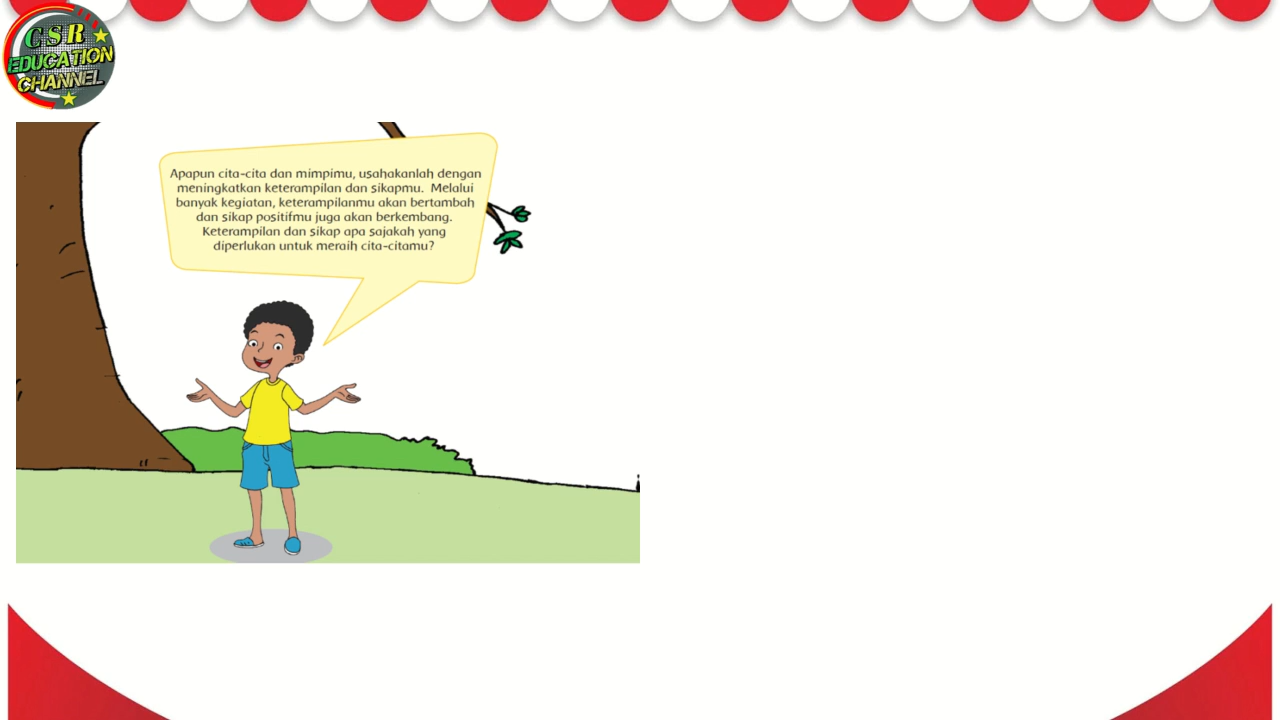 CSR
EDUCATION
CHANNEL
Apapun cita-cita dan mimpimu, usahakanlah dengan
meningkatkan keterampilan dan sikapmu. Melalui
banyak kegiatan, keterampilanmu akan bertambah
dan sikap positifmu juga akan berkembang.
Keterampilan dan sikap apa sajakah yang
diperlukan untuk meraih cita-citamu?